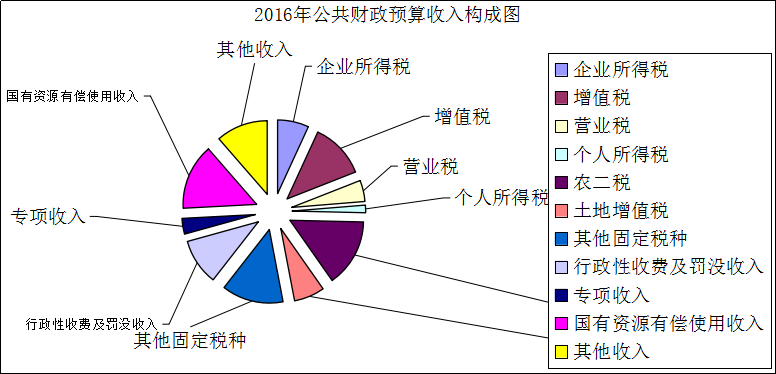 2016年公共财政预算收入构成图
其他收入
企业所得税
国有资源有偿使用收入
增值税
营业税
个人所得税
专项收入
行政性收费及罚没收入
其他固定税种
企业所得税
增值税
营业税
个人所得税
农二税
土地增值税
其他固定税种
行政性收费及罚没收入
专项收入
国有资源有偿使用收入
其他收入